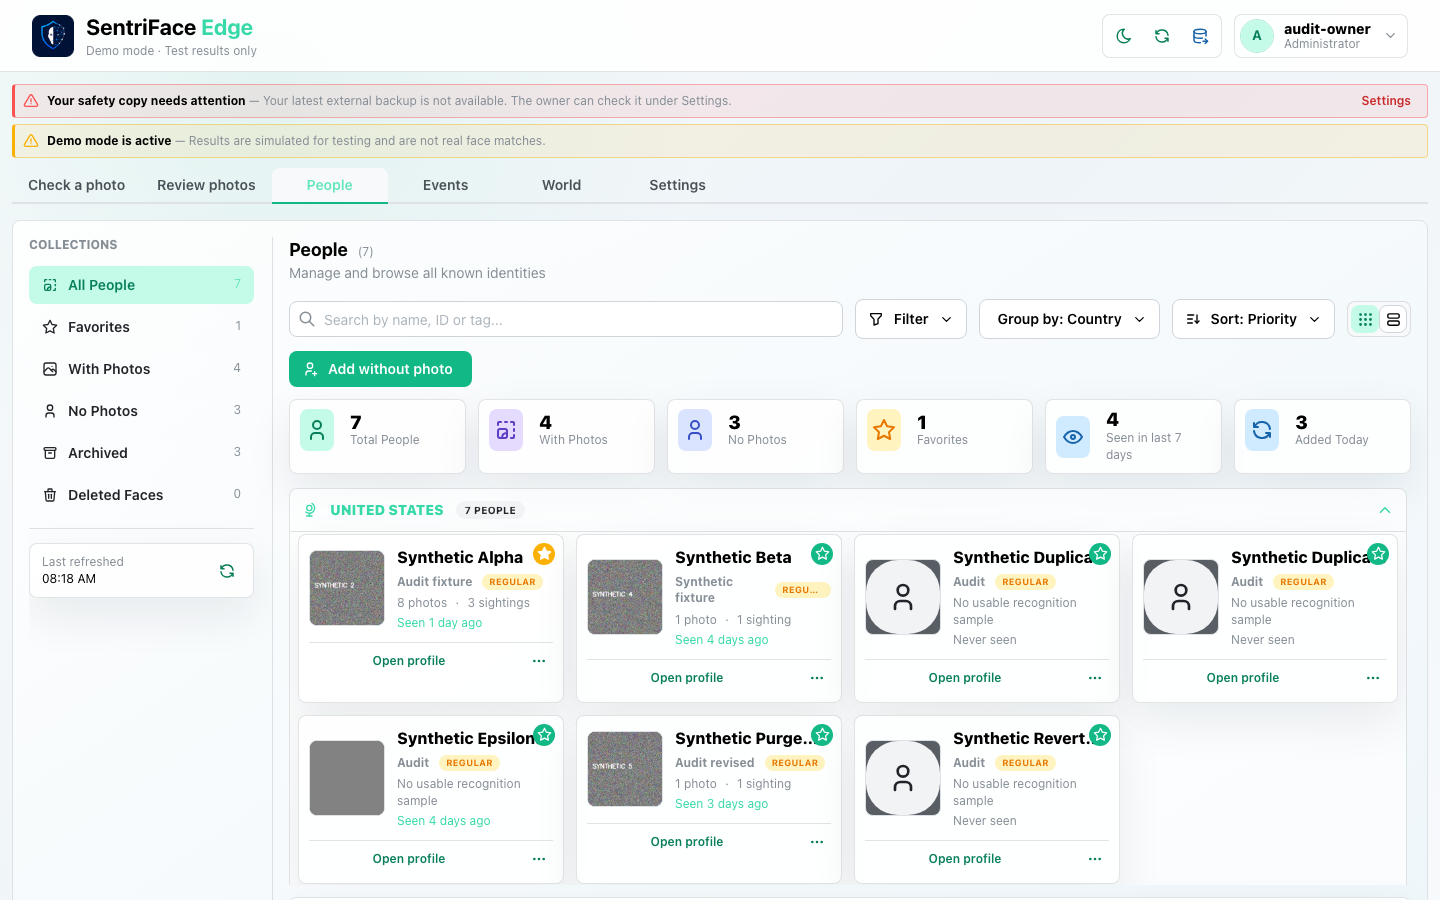 SentriFace Edge
Demo mode · Test results only
A
audit-owner
Administrator
Your safety copy needs attention — Your latest external backup is not available. The owner can check it under Settings.
Settings
Demo mode is active — Results are simulated for testing and are not real face matches.
Check a photo
Review photos
People
Events
World
Settings
COLLECTIONS
All People 7
Favorites 1
With Photos 4
No Photos 3
Archived 3
Deleted Faces 0
Last refreshed
08:18 AM
People (7)
Manage and browse all known identities
Search by name, ID or tag...
Filter
Group by: Country
Sort: Priority
Add without photo
7
Total People
4
With Photos
3
No Photos
1
Favorites
4
Seen in last 7
days
3
Added Today
UNITED STATES 7 PEOPLE
SYNTHETIC 2
Synthetic Alpha
Audit fixture REGULAR
8 photos · 3 sightings
Seen 1 day ago
Open profile
SYNTHETIC 4
Synthetic Beta
Synthetic
fixture
REGU...
1 photo · 1 sighting
Seen 4 days ago
Open profile
Synthetic Duplica
Audit REGULAR
No usable recognition
sample
Never seen
Open profile
Synthetic Duplica
Audit REGULAR
No usable recognition
sample
Never seen
Open profile
Synthetic Epsilon
Audit REGULAR
No usable recognition
sample
Seen 4 days ago
Open profile
SYNTHETIC 5
Synthetic Purge...
Audit revised REGULAR
1 photo · 1 sighting
Seen 3 days ago
Open profile
Synthetic Revert...
Audit REGULAR
No usable recognition
sample
Never seen
Open profile